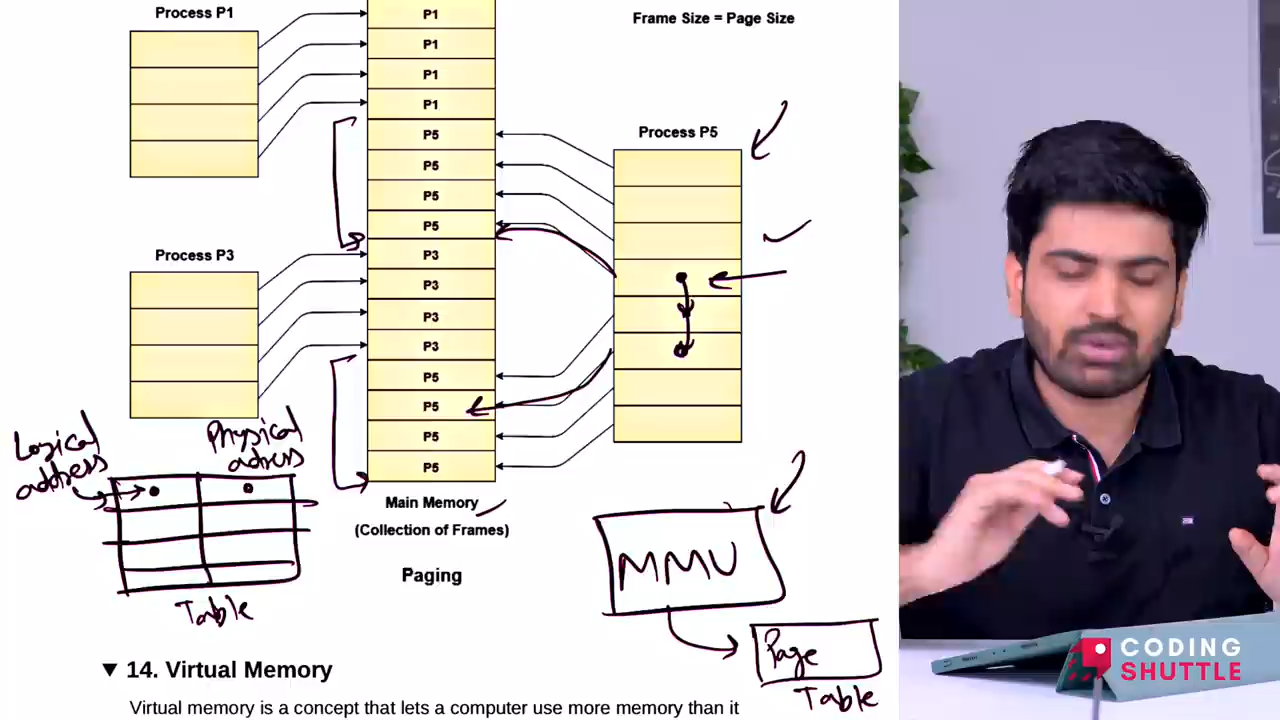 Process P1
P1
P1
P1
P1
P5
P5
P5
P5
P3
P3
P3
P3
P5
P5
P5
P5
Frame Size = Page Size
Process P5
Process P3
Logical
address
Physical
adress
Table
Main Memory
(Collection of Frames)
Paging
MMU
Page
Table
▼ 14. Virtual Memory
Virtual memory is a concept that lets a computer use more memory than it
CODING
SHUTTLE